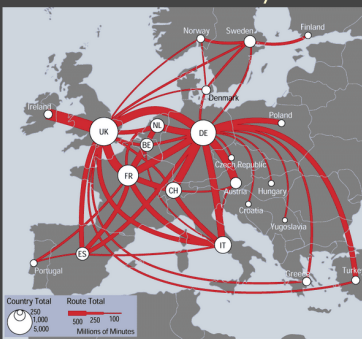 Norway
Sweden
Finland
Denmark
Ireland
UK
NL
DE
Poland
BE
Czech Republic
FR
CH
Austria
Hungary
Croatia
Yugoslavia
IT
ES
Portugal
Greece
Turke
Country Total
250
1,000
5,000
Route Total
500 250 100
Millions of Minutes